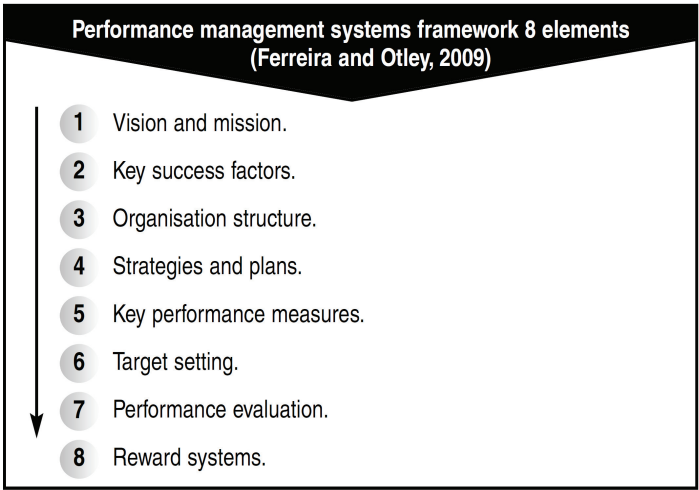 Performance management systems framework 8 elements
(Ferreira and Otley, 2009)
1 Vision and mission.
2 Key success factors.
3 Organisation structure.
4 Strategies and plans.
5 Key performance measures.
6 Target setting.
7 Performance evaluation.
8 Reward systems.